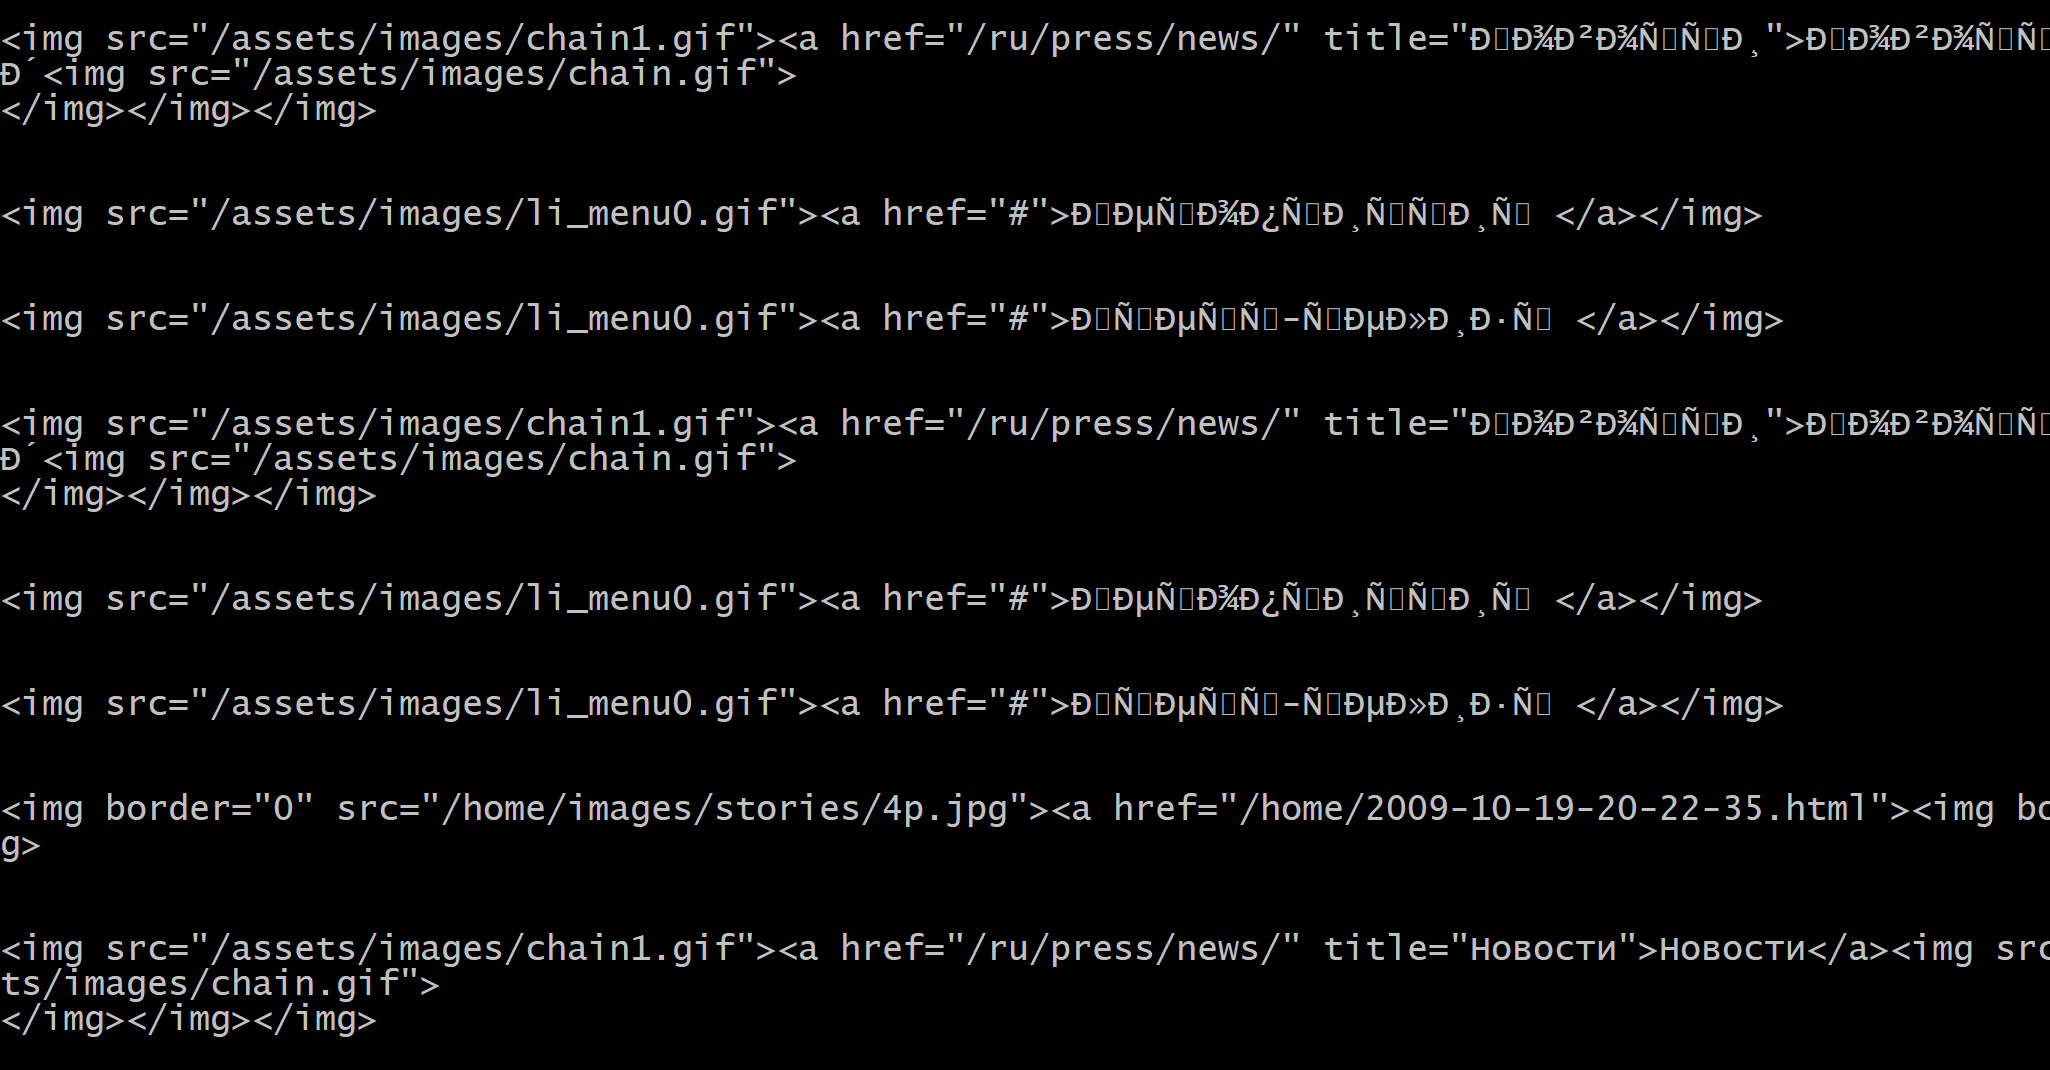 <img src="/assets/images/chain1.gif"><a href="/ru/press/news/" title="Ð▯Ð¾Ð²Ð¾Ñ▯Ñ▯Ð¸">Ð▯Ð¾Ð²Ð¾Ñ▯Ñ▯
Ð´<img src="/assets/images/chain.gif">
</img></img></img>
<img src="/assets/images/li_menu0.gif"><a href="#">Ð▯ÐµÑ▯Ð¾Ð¿Ñ▯Ð¸Ñ▯Ñ▯Ð¸Ñ▯ </a></img>
<img src="/assets/images/li_menu0.gif"><a href="#">Ð▯Ñ▯ÐµÑ▯Ñ▯-Ñ▯ÐµÐ»Ð¸Ð·Ñ▯ </a></img>
<img src="/assets/images/chain1.gif"><a href="/ru/press/news/" title="Ð▯Ð¾Ð²Ð¾Ñ▯Ñ▯Ð¸">Ð▯Ð¾Ð²Ð¾Ñ▯Ñ▯
Ð´<img src="/assets/images/chain.gif">
</img></img></img>
<img src="/assets/images/li_menu0.gif"><a href="#">Ð▯ÐµÑ▯Ð¾Ð¿Ñ▯Ð¸Ñ▯Ñ▯Ð¸Ñ▯ </a></img>
<img src="/assets/images/li_menu0.gif"><a href="#">Ð▯Ñ▯ÐµÑ▯Ñ▯-Ñ▯ÐµÐ»Ð¸Ð·Ñ▯ </a></img>
<img border="0" src="/home/images/stories/4p.jpg"><a href="/home/2009-10-19-20-22-35.html"><img bo
g>
<img src="/assets/images/chain1.gif"><a href="/ru/press/news/" title="Новости">Новости</a><img src
ts/images/chain.gif">
</img></img></img>